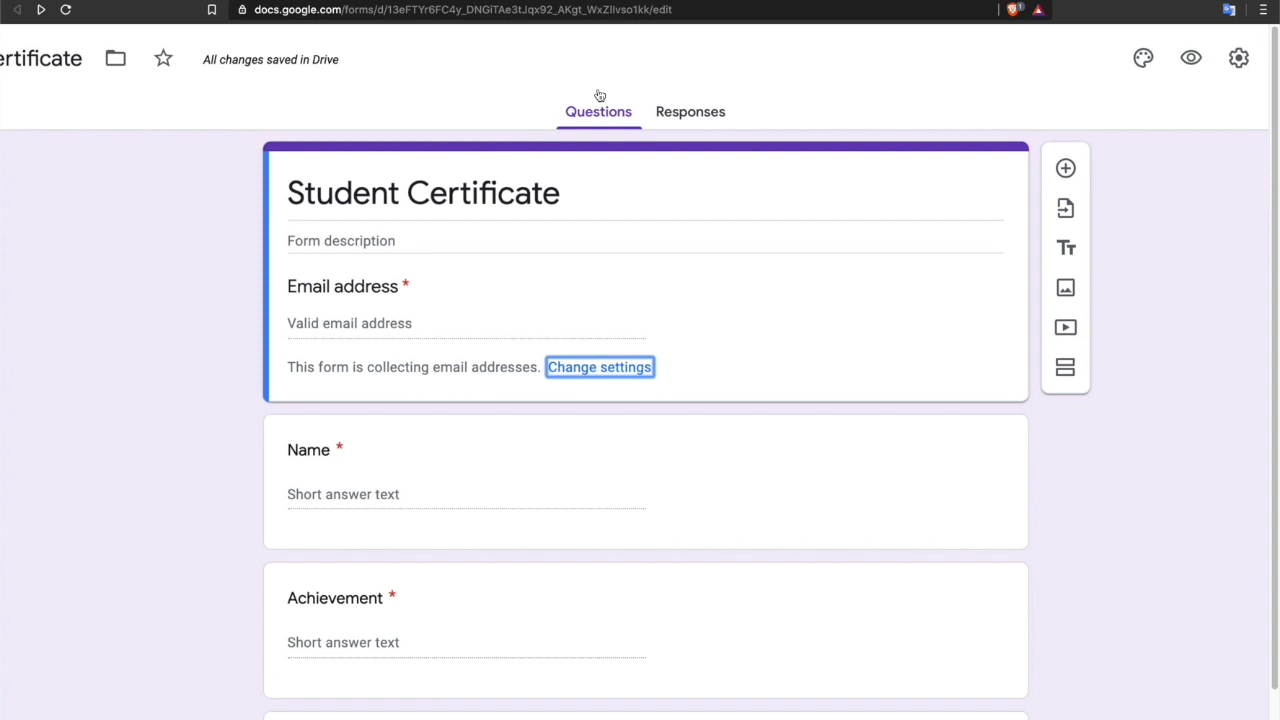 docs.google.com/forms/d/13eFTYr6FC4y_DNGiTAe3tJqx92_AKgt_WxZIlvso1kk/edit
1
ertificate
All changes saved in Drive
Questions
Responses
Student Certificate
Form description
Email address *
Valid email address
This form is collecting email addresses. Change settings
Tт
Name *
Short answer text
Achievement *
Short answer text